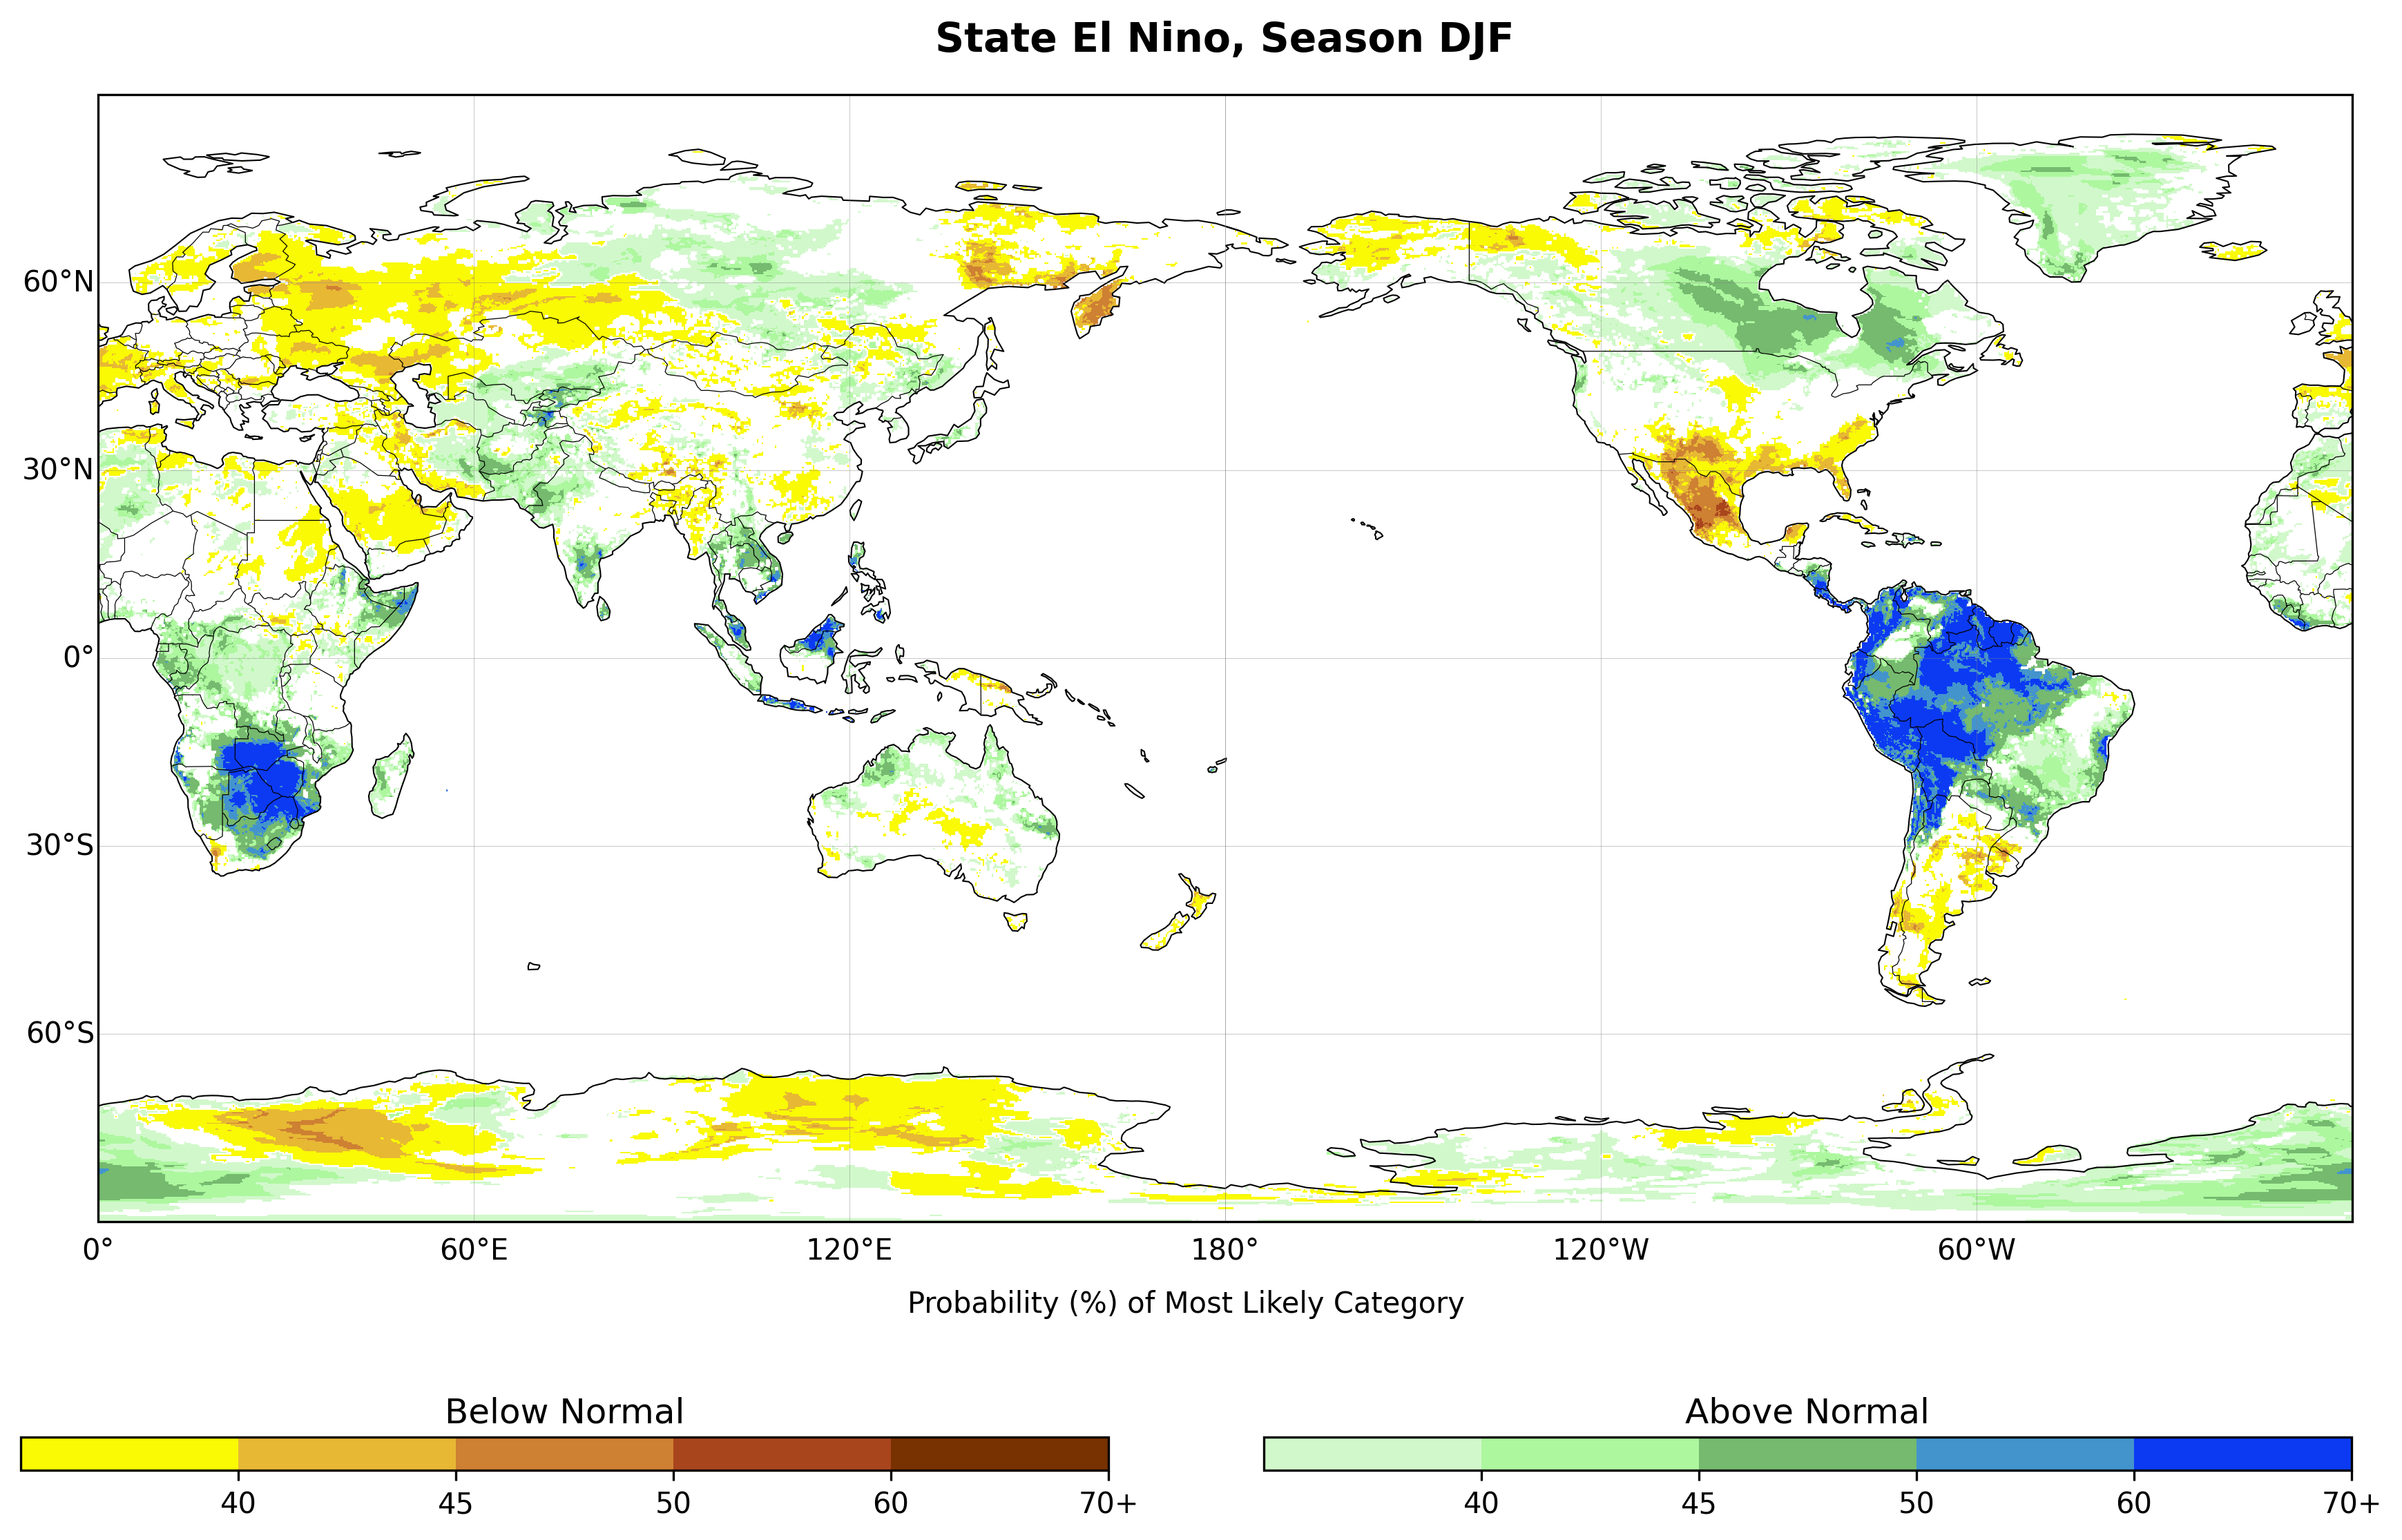 State El Nino, Season DJF
60°N
30°N
0°
30°S
60°S
0° 60°E 120°E 180° 120°W 60°W
Probability (%) of Most Likely Category
Below Normal Above Normal
40 45 50 60 70+ 40 45 50 60 70+